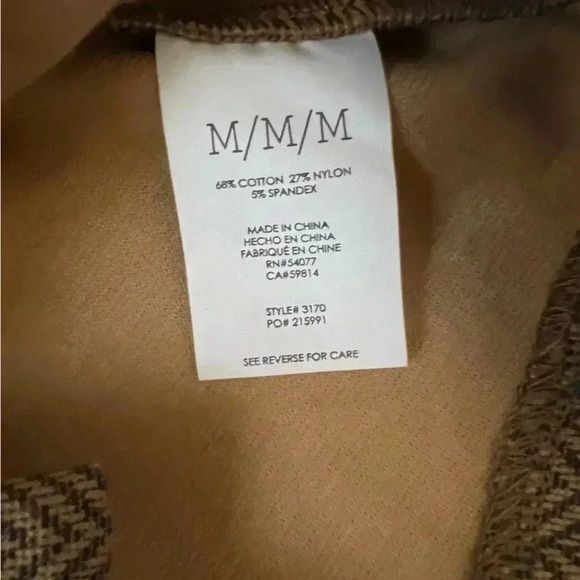 M/M/M
68% COTTON 27% NYLON
5% SPANDEX
MADE IN CHINA
HECHO EN CHINA
FABRIQUÉ EN CHINE
RN#54077
CA#59814
STYLE# 3170
PO# 215991
SEE REVERSE FOR CARE